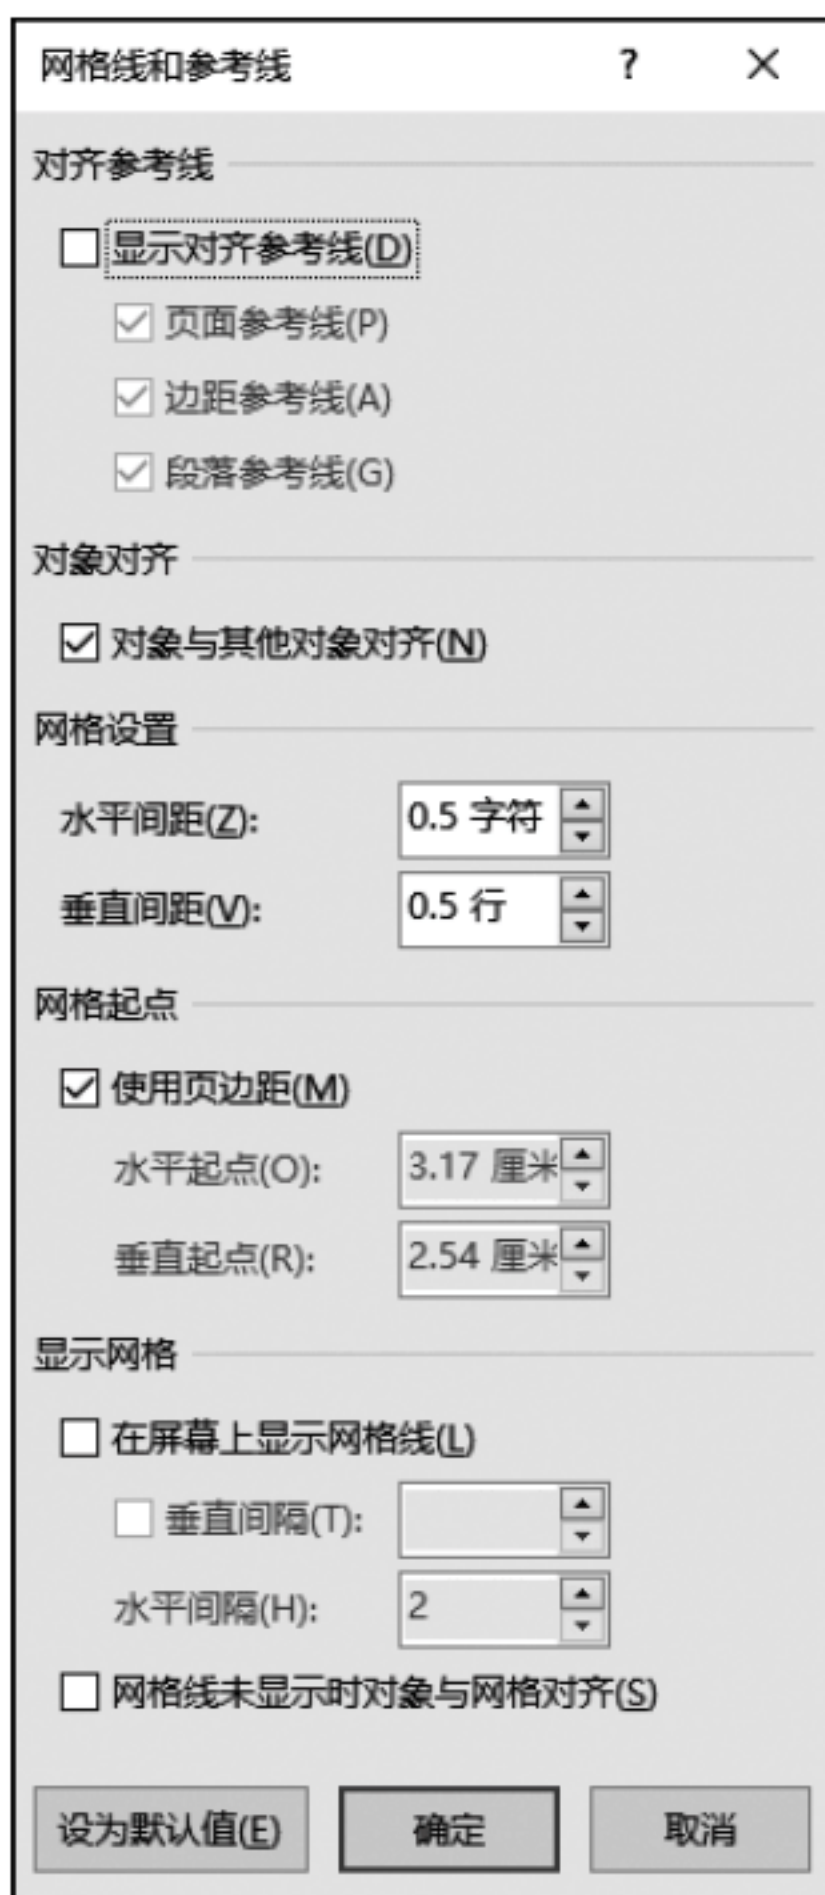 网格线和参考线 ?
对齐参考线
显示对齐参考线(D)
页面参考线(P)
边距参考线(A)
段落参考线(G)
对象对齐
对象与其他对象对齐(N)
网格设置
水平间距(Z): 0.5 字符
垂直间距(V): 0.5 行
网格起点
使用页边距(M)
水平起点(O): 3.17 厘米
垂直起点(R): 2.54 厘米
显示网格
在屏幕上显示网格线(L)
垂直间隔(T):
水平间隔(H): 2
网格线未显示时对象与网格对齐(S)
设为默认值(E) 确定 取消